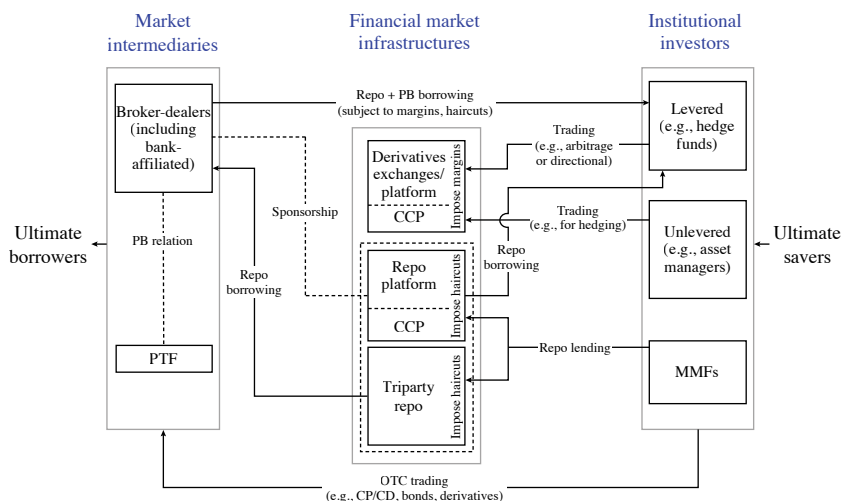 Market
intermediaries
Financial market
infrastructures
Institutional
investors
Broker-dealers
(including
bank-
affiliated)
Repo + PB borrowing
(subject to margins, haircuts)
Levered
(e.g., hedge
funds)
Derivatives
exchanges/
platform
CCP
Impose margins
Trading
(e.g., arbitrage
or directional)
Sponsorship
Trading
(e.g., for hedging)
Unlevered
(e.g., asset
managers)
Ultimate
borrowers
PB relation
Repo
borrowing
Repo
platform
CCP
Impose haircuts
Repo
borrowing
Ultimate
savers
PTF
Triparty
repo
Impose haircuts
Repo lending
MMFs
OTC trading
(e.g., CP/CD, bonds, derivatives)